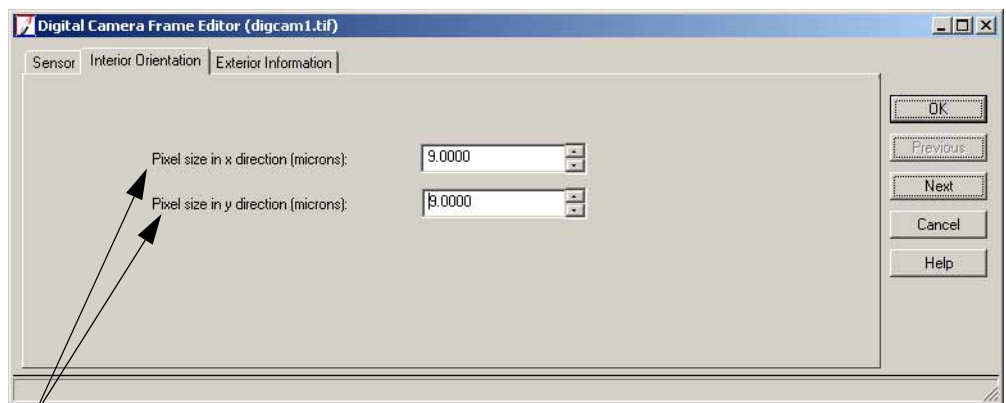 Digital Camera Frame Editor (digcam1.tif)
Sensor Interior Orientation Exterior Information
Pixel size in x direction (microns): 9.0000
Pixel size in y direction (microns): 9.0000
OK
Previous
Next
Cancel
Help